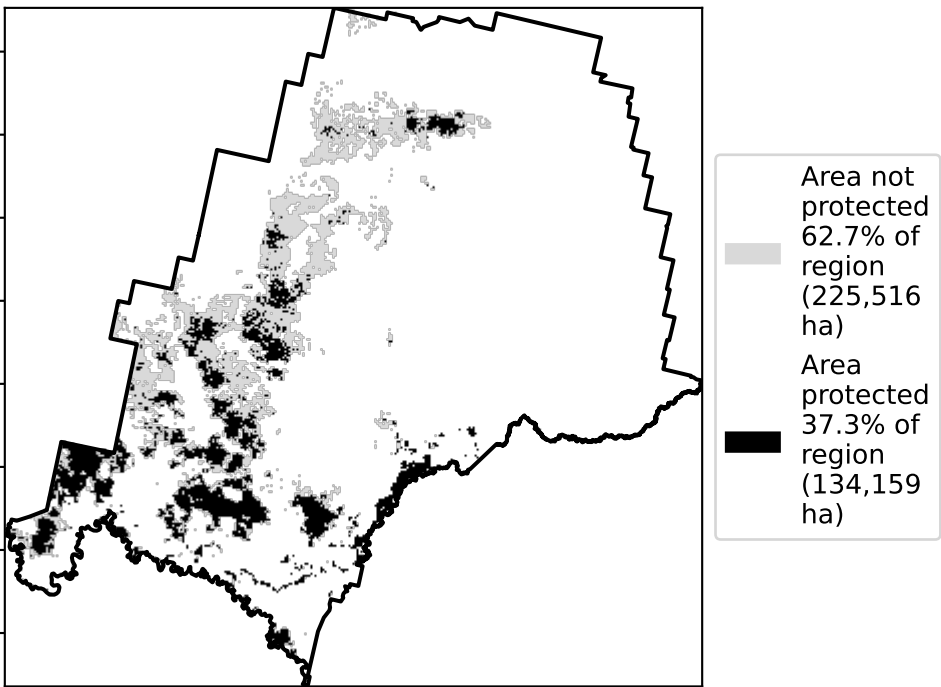 Area not
protected
62.7% of
region
(225,516
ha)
Area
protected
37.3% of
region
(134,159
ha)